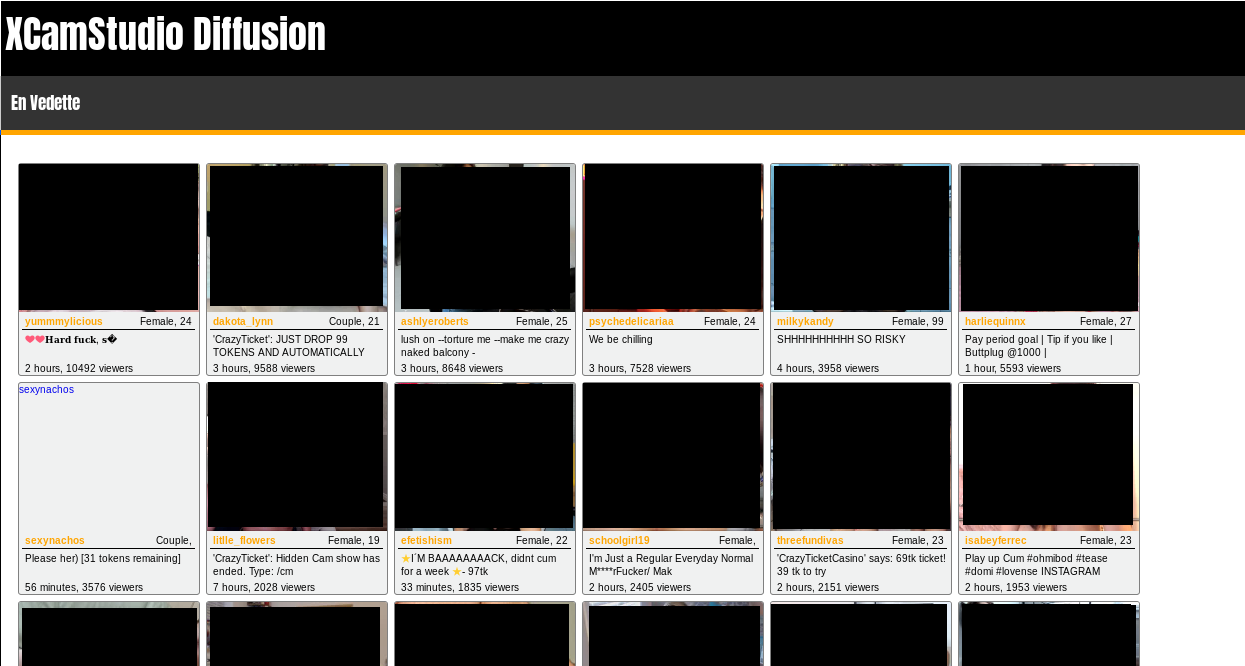 XCamStudio Diffusion
En Vedette
yummmylicious Female, 24
❤❤Hard fuck, s�
2 hours, 10492 viewers
dakota_lynn Couple, 21
'CrazyTicket': JUST DROP 99
TOKENS AND AUTOMATICALLY
3 hours, 9588 viewers
ashlyeroberts Female, 25
lush on --torture me --make me crazy
naked balcony -
3 hours, 8648 viewers
psychedelicariaa Female, 24
We be chilling
3 hours, 7528 viewers
milkykandy Female, 99
SHHHHHHHHHH SO RISKY
4 hours, 3958 viewers
harliequinnx Female, 27
Pay period goal | Tip if you like |
Buttplug @1000 |
1 hour, 5593 viewers
sexynachos
sexynachos Couple,
Please her) [31 tokens remaining]
56 minutes, 3576 viewers
litlle_flowers Female, 19
'CrazyTicket': Hidden Cam show has
ended. Type: /cm
7 hours, 2028 viewers
efetishism Female, 22
⭐I´M BAAAAAAACK, didnt cum
for a week ⭐- 97tk
33 minutes, 1835 viewers
schoolgirl19 Female,
I'm Just a Regular Everyday Normal
M****rFucker/ Mak
2 hours, 2405 viewers
threefundivas Female, 23
'CrazyTicketCasino' says: 69tk ticket!
39 tk to try
2 hours, 2151 viewers
isabeyferrec Female, 23
Play up Cum #ohmibod #tease
#domi #lovense INSTAGRAM
2 hours, 1953 viewers